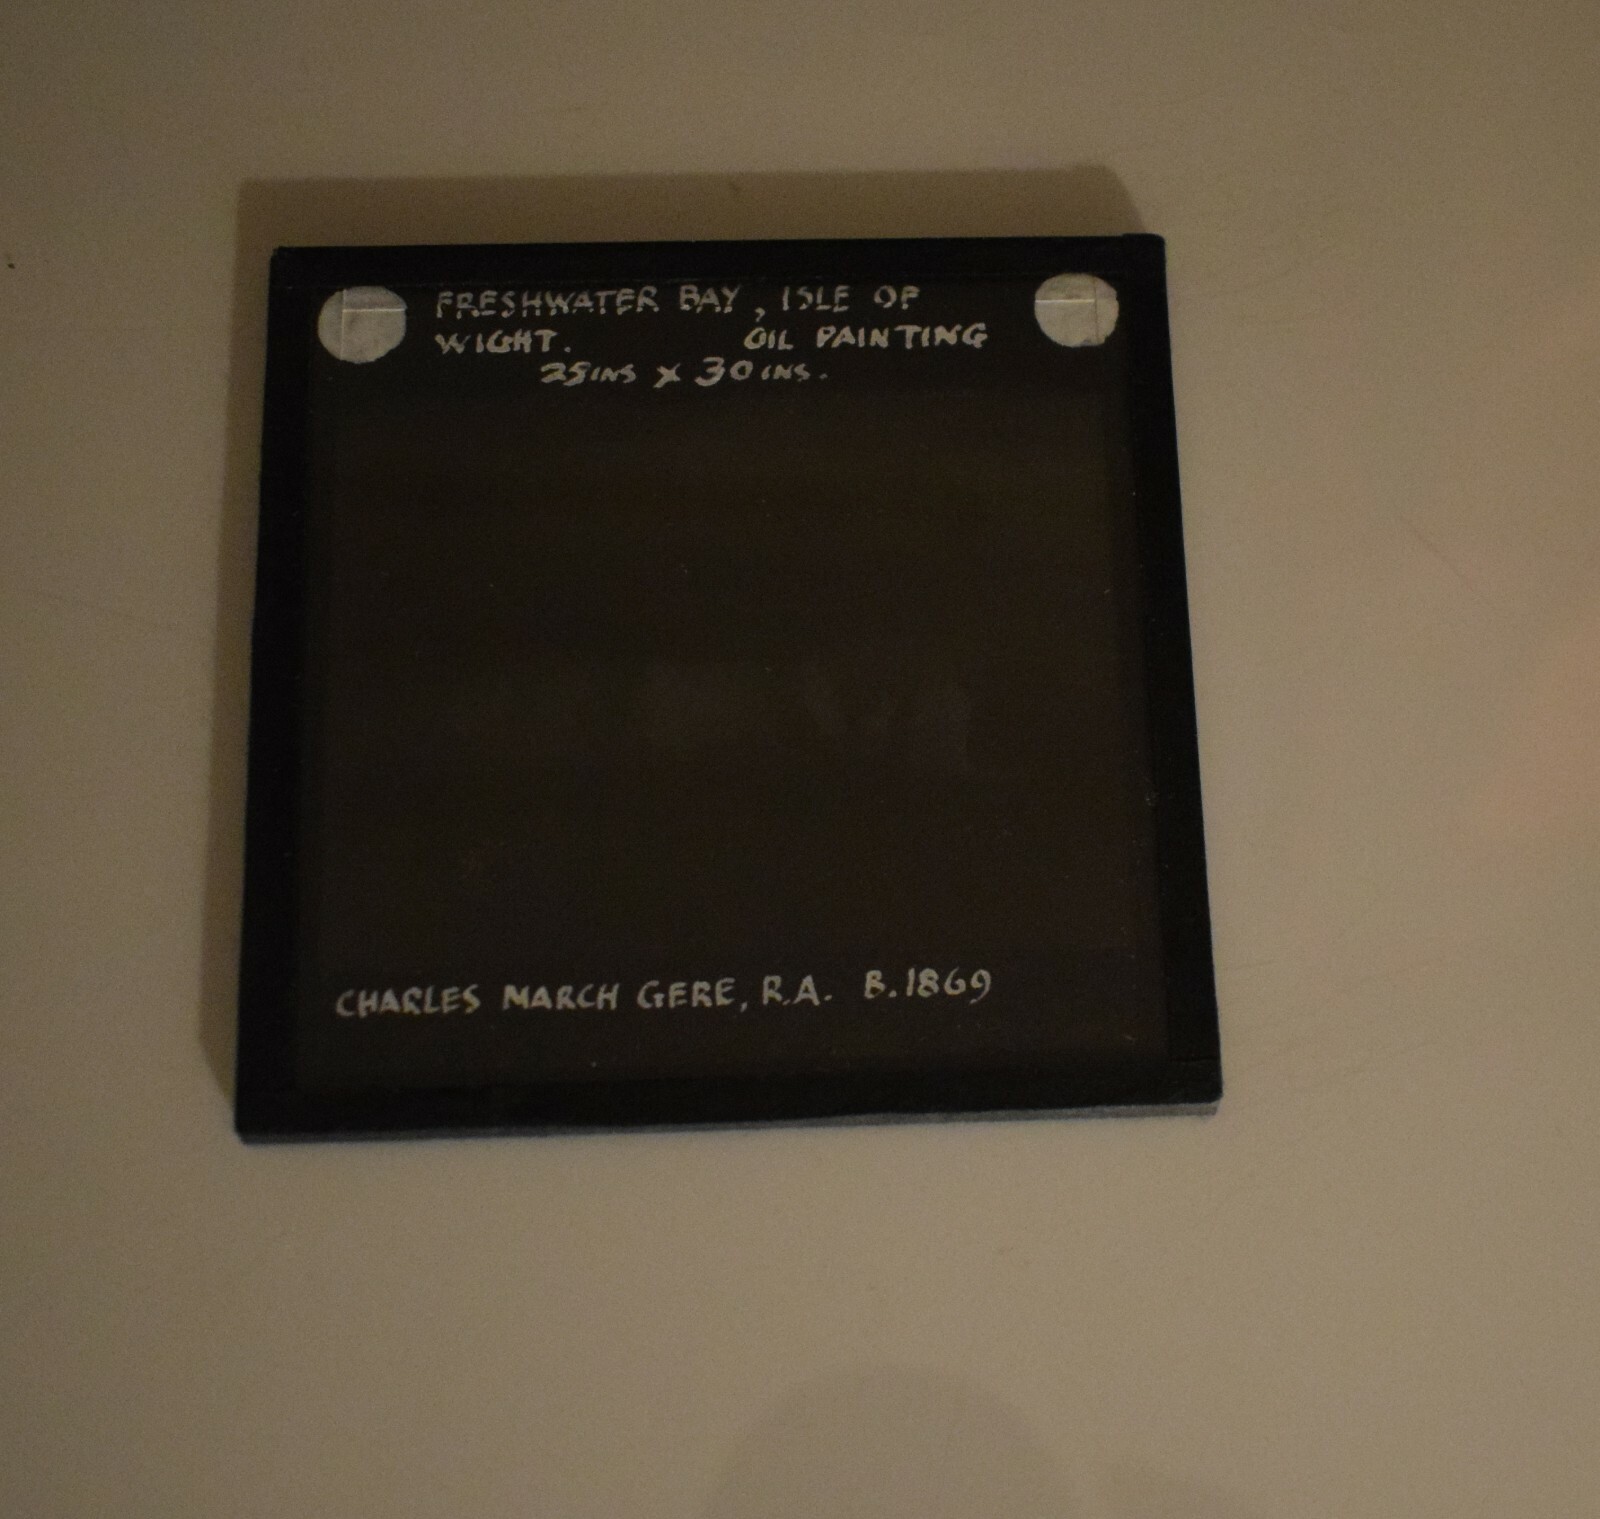 FRESHWATER BAY, ISLE OF
WIGHT. OIL PAINTING
25INS X 30INS.
CHARLES MARCH GERE, R.A. B.1869